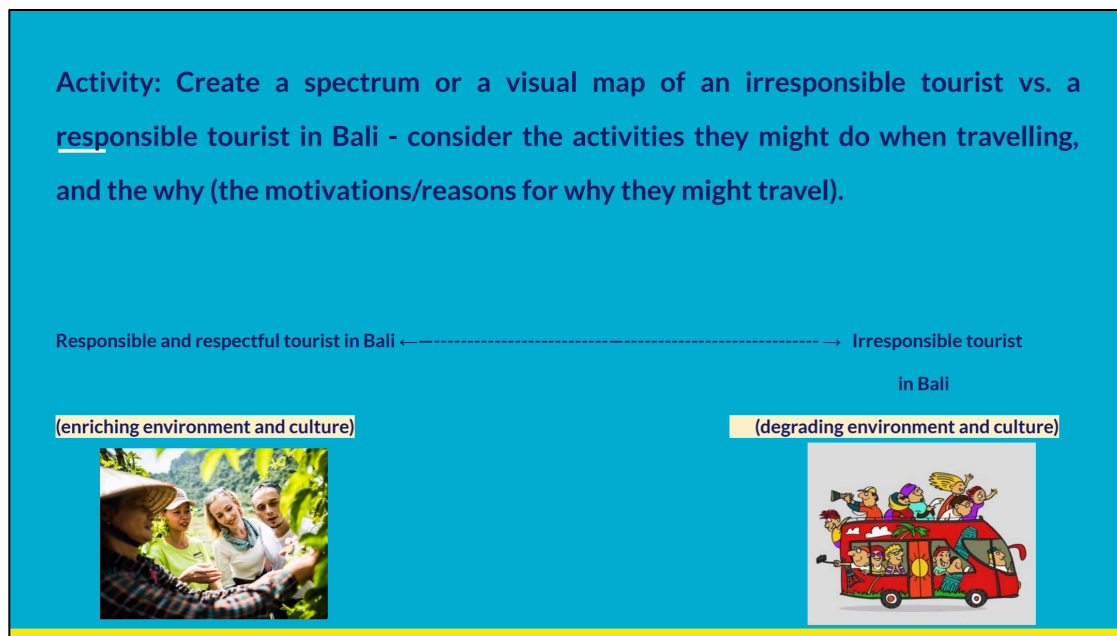 Activity: Create a spectrum or a visual map of an irresponsible tourist vs. a
responsible tourist in Bali - consider the activities they might do when travelling,
and the why (the motivations/reasons for why they might travel).
Responsible and respectful tourist in Bali ←—----------------------------—------------------------------ → Irresponsible tourist
in Bali
(enriching environment and culture) (degrading environment and culture)